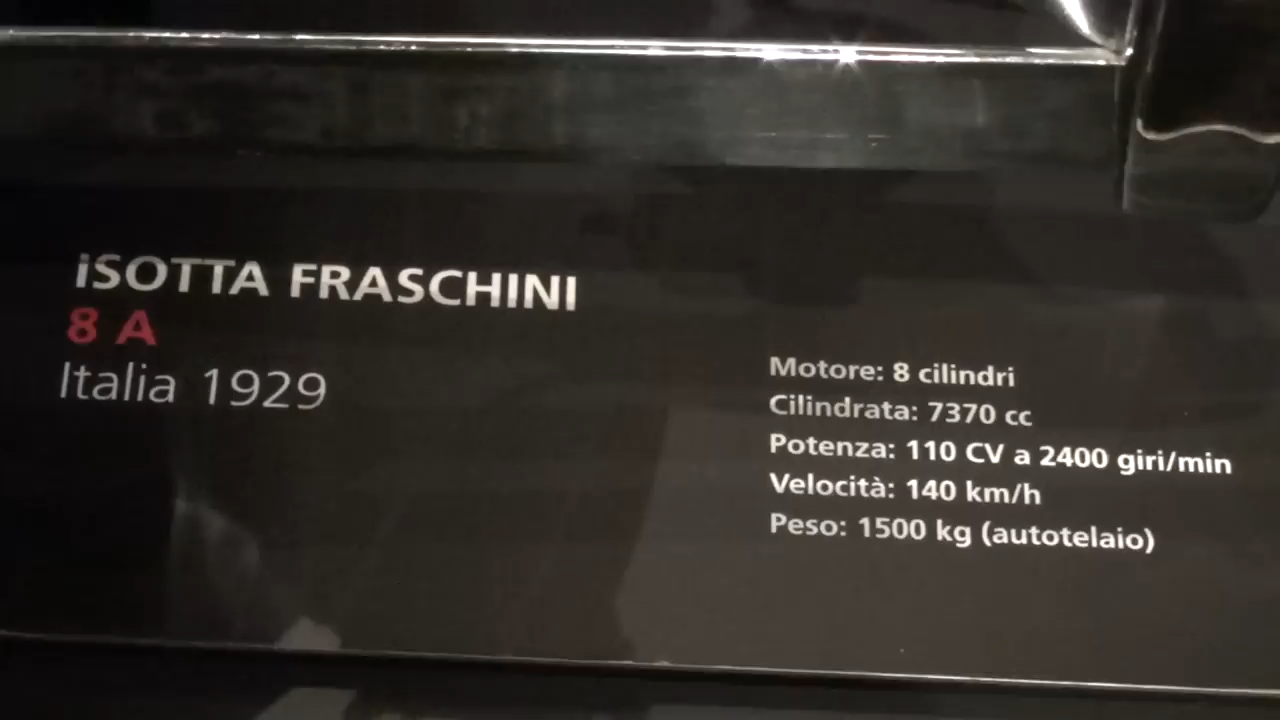 iSOTTA FRASCHINI
8 A
Italia 1929
Motore: 8 cilindri
Cilindrata: 7370 cc
Potenza: 110 CV a 2400 giri/min
Velocità: 140 km/h
Peso: 1500 kg (autotelaio)